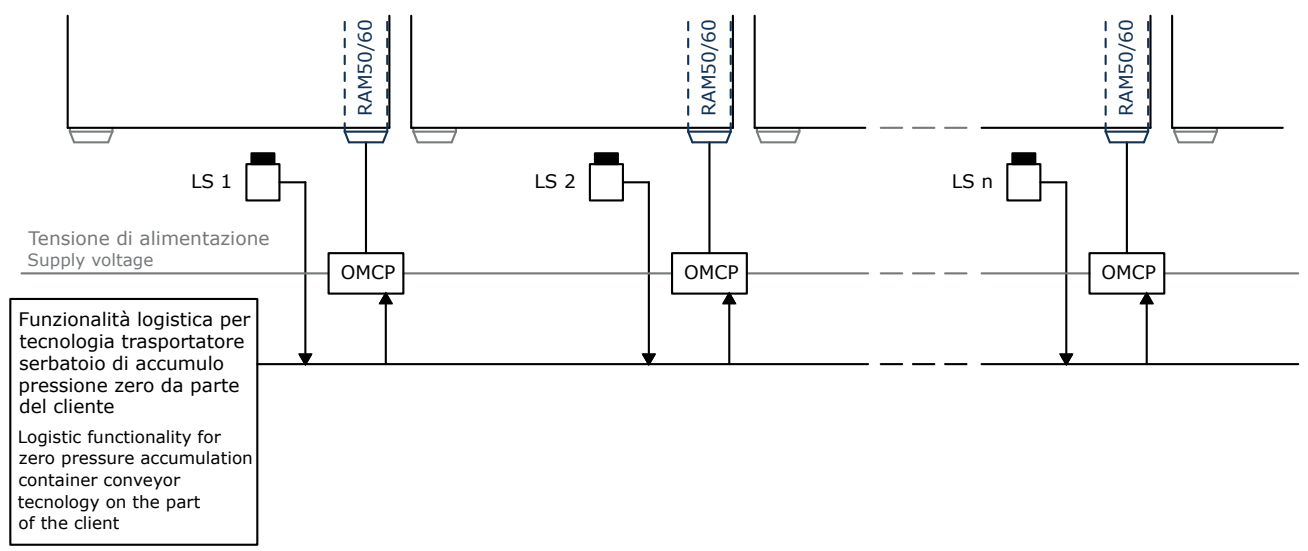 RAM50/60
RAM50/60
RAM50/60
LS 1
LS 2
LS n
Tensione di alimentazione
Supply voltage
OMCP
OMCP
OMCP
Funzionalità logistica per
tecnologia trasportatore
serbatoio di accumulo
pressione zero da parte
del cliente
Logistic functionality for
zero pressure accumulation
container conveyor
tecnology on the part
of the client